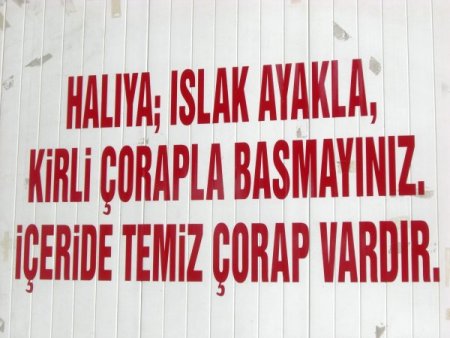 HALIYA; ISLAK AYAKLA,
KİRLİ ÇORAPLA BASMAYINIZ.
İÇERİDE TEMİZ ÇORAP VARDIR.